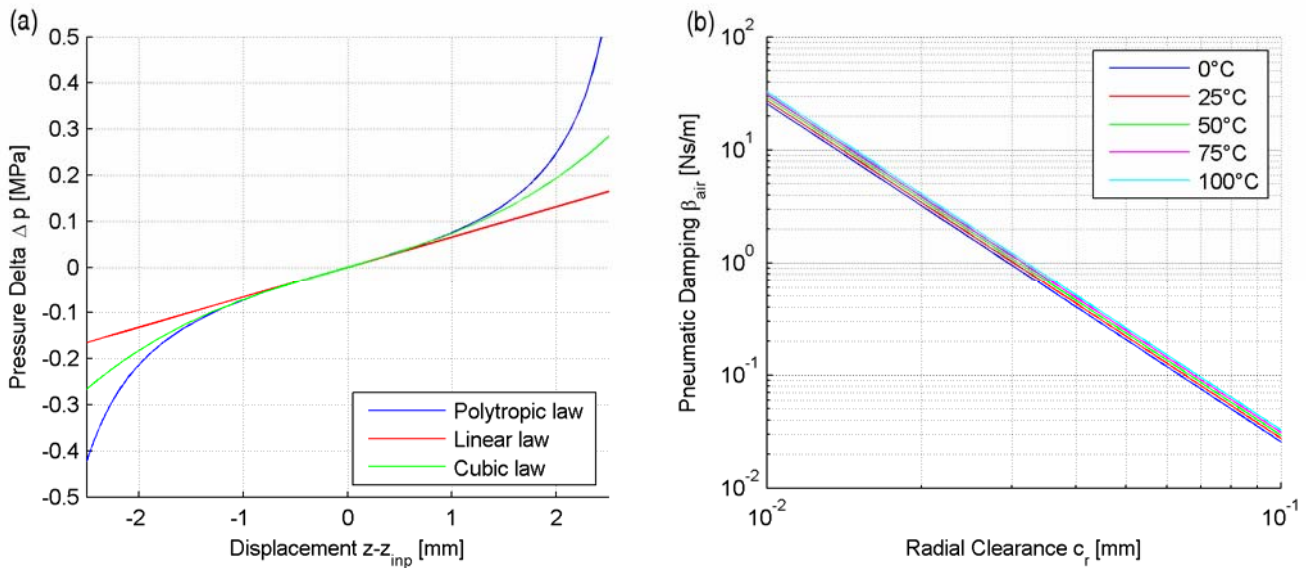 (a)
0.5
0.4
0.3
0.2
0.1
0
-0.1
-0.2
-0.3
-0.4
-0.5
Pressure Delta Δ p [MPa]
-2 -1 0 1 2
Displacement z-z_inp [mm]
Polytropic law
Linear law
Cubic law
(b)
10^2
10^1
10^0
10^-1
10^-2
Pneumatic Damping β_air [Ns/m]
10^-2 10^-1
Radial Clearance c_r [mm]
0°C
25°C
50°C
75°C
100°C